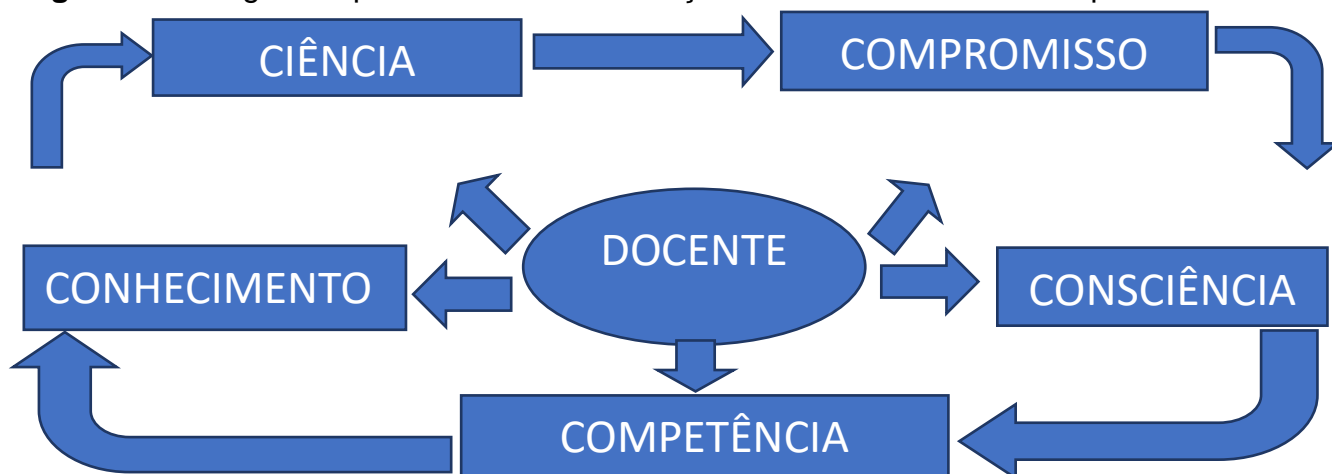 CIÊNCIA
COMPROMISSO
DOCENTE
CONHECIMENTO
CONSCIÊNCIA
COMPETÊNCIA